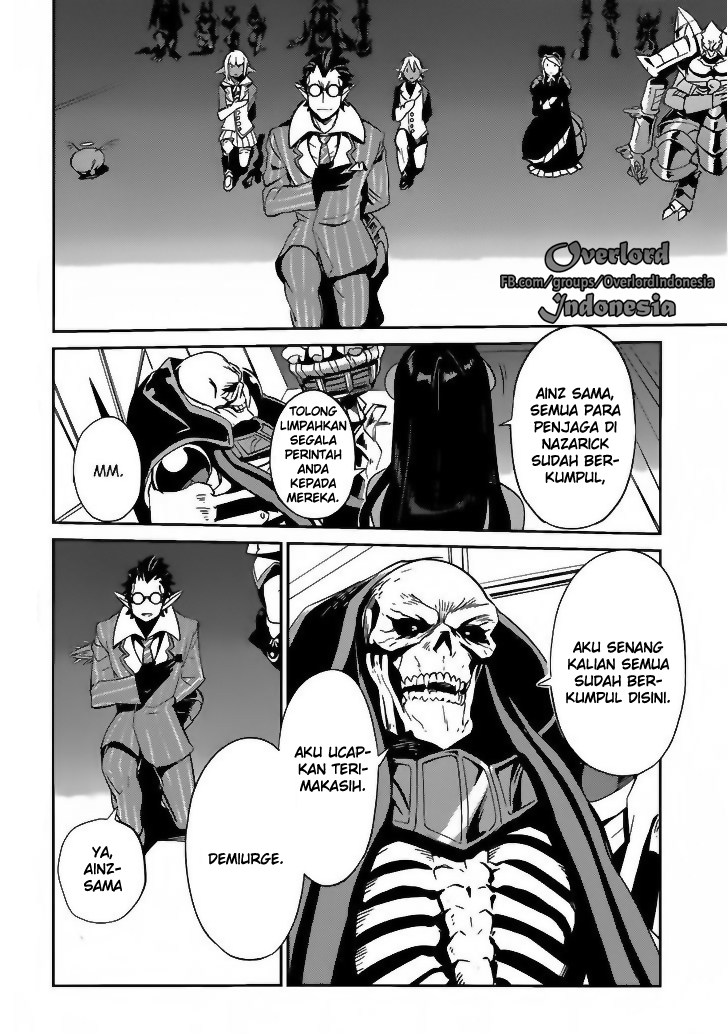 Overlord
FB.com/groups/OverlordIndonesia
Indonesia
AINZ SAMA,
SEMUA PARA
PENJAGA DI
NAZARICK
SUDAH BER-
KUMPUL,
TOLONG
LIMPAHKAN
SEGALA
PERINTAH
ANDA
KEPADA
MEREKA.
MM.
AKU SENANG
KALIAN SEMUA
SUDAH BER-
KUMPUL DISINI.
AKU UCAP-
KAN TERI-
MAKASIH.
DEMIURGE.
YA,
AINZ-
SAMA